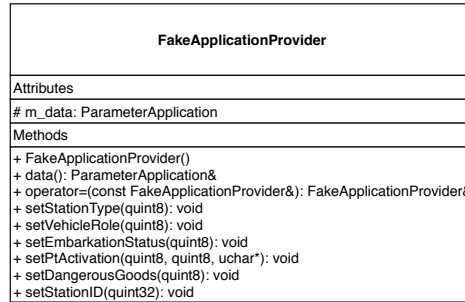 FakeApplicationProvider
Attributes
# m_data: ParameterApplication
Methods
+ FakeApplicationProvider()
+ data(): ParameterApplication&
+ operator=(const FakeApplicationProvider&): FakeApplicationProvider&
+ setStationType(quint8): void
+ setVehicleRole(quint8): void
+ setEmbarkationStatus(quint8): void
+ setPtActivation(quint8, quint8, uchar*): void
+ setDangerousGoods(quint8): void
+ setStationID(quint32): void